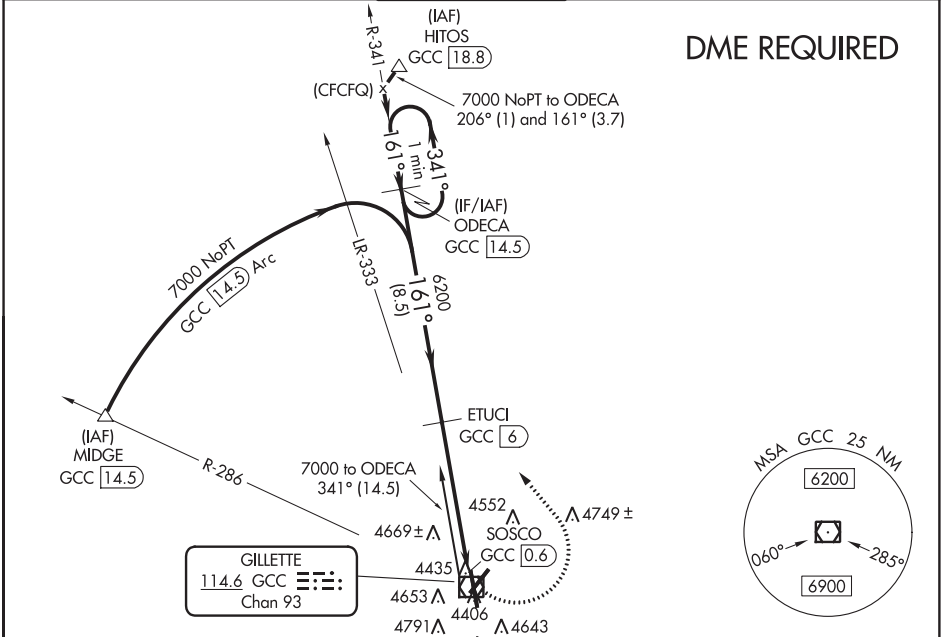 DME REQUIRED
(IAF)
HITOS
GCC 18.8
R-341
(CFCFQ)
7000 NoPT to ODECA
206° (1) and 161° (3.7)
161°
1 min
341°
(IF/IAF)
ODECA
GCC 14.5
LR-333
7000 NoPT
GCC 14.5 Arc
6200
161°
(8.5)
ETUCI
GCC 6
(IAF)
MIDGE
GCC 14.5
R-286
7000 to ODECA
341° (14.5)
4552
4749 ±
4669 ±
SOSCO
GCC 0.6
GILLETTE
114.6 GCC
Chan 93
4435
4653
4406
4791
4643
MSA GCC 25 NM
6200
060°
285°
6900